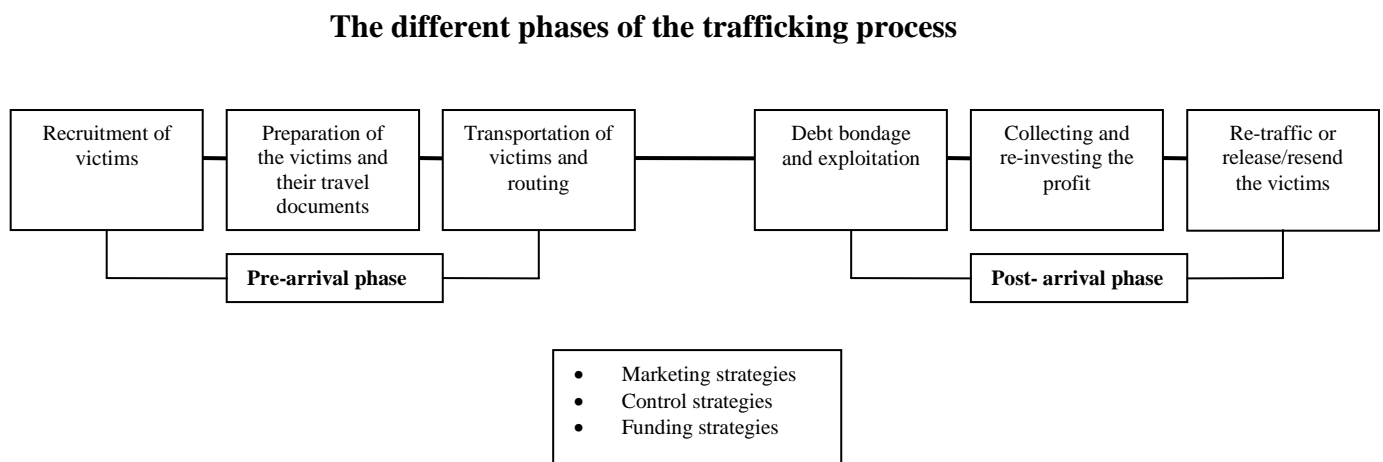 The different phases of the trafficking process
Recruitment of
victims
Preparation of
the victims and
their travel
documents
Transportation of
victims and
routing
Debt bondage
and exploitation
Collecting and
re-investing the
profit
Re-traffic or
release/resend
the victims
Pre-arrival phase
Post- arrival phase
• Marketing strategies
• Control strategies
• Funding strategies